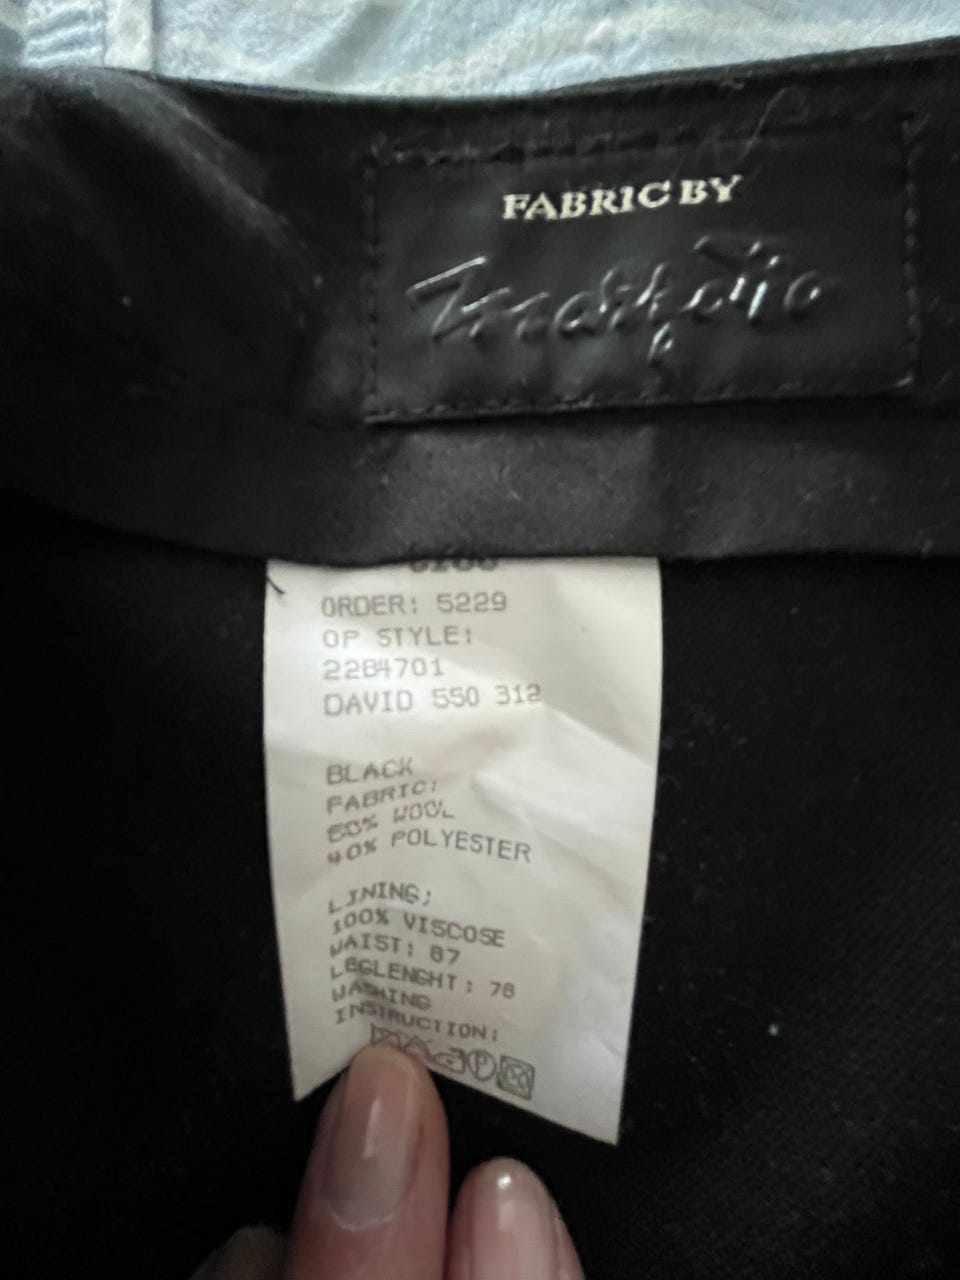 FABRIC BY
ORDER: 5229
OP STYLE:
22B4701
DAVID 550 312
BLACK
FABRIC:
60% WOOL
40% POLYESTER
LINING:
100% VISCOSE
WAIST: 87
LEGLENGHT: 78
WASHING
INSTRUCTION: